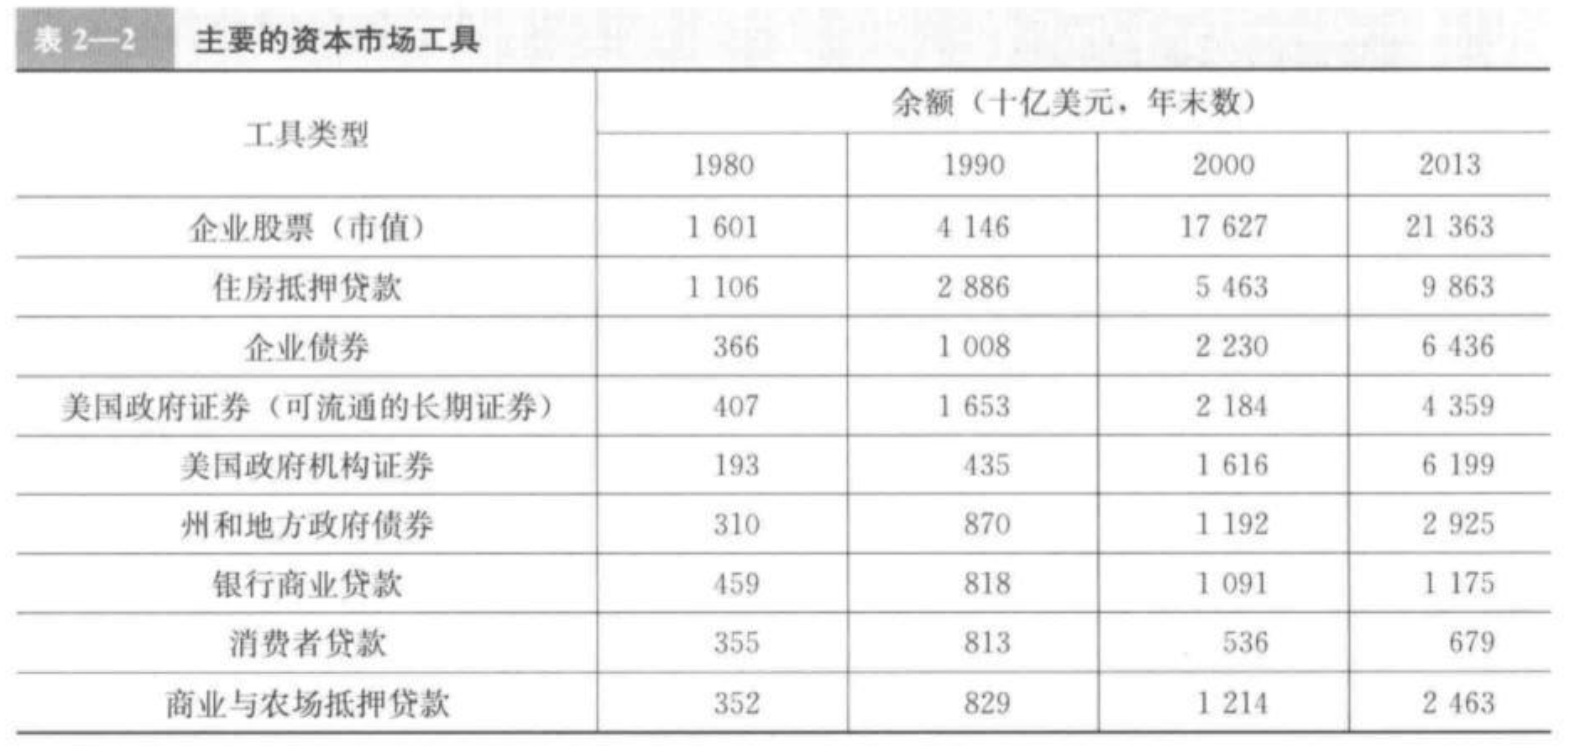 表 2—2 主要的资本市场工具
工具类型 余额（十亿美元，年末数）
1980 1990 2000 2013
企业股票（市值） 1 601 4 146 17 627 21 363
住房抵押贷款 1 106 2 886 5 463 9 863
企业债券 366 1 008 2 230 6 436
美国政府证券（可流通的长期证券） 407 1 653 2 184 4 359
美国政府机构证券 193 435 1 616 6 199
州和地方政府债券 310 870 1 192 2 925
银行商业贷款 459 818 1 091 1 175
消费者贷款 355 813 536 679
商业与农场抵押贷款 352 829 1 214 2 463